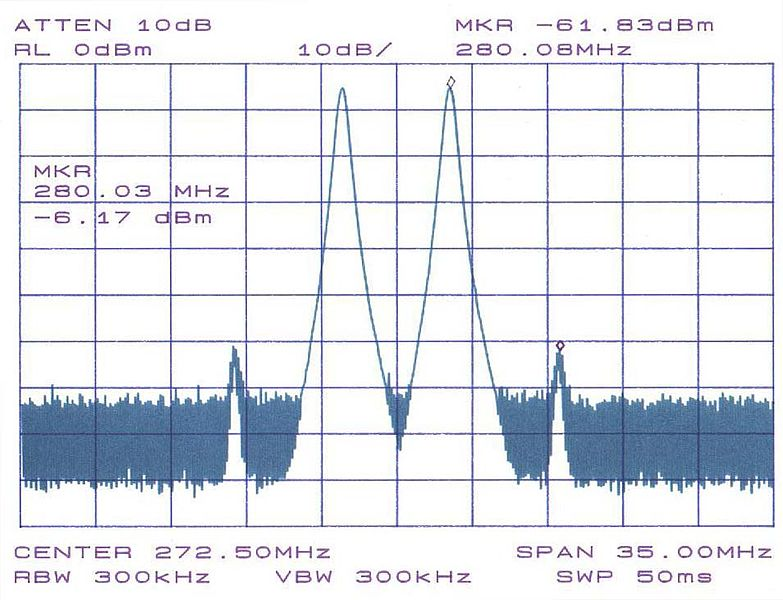 ATTEN 10dB
RL 0dBm
10dB/
MKR -61.83dBm
280.08MHz
MKR
280.03 MHz
-6.17 dBm
CENTER 272.50MHz
SPAN 35.00MHz
RBW 300kHz
VBW 300kHz
SWP 50ms